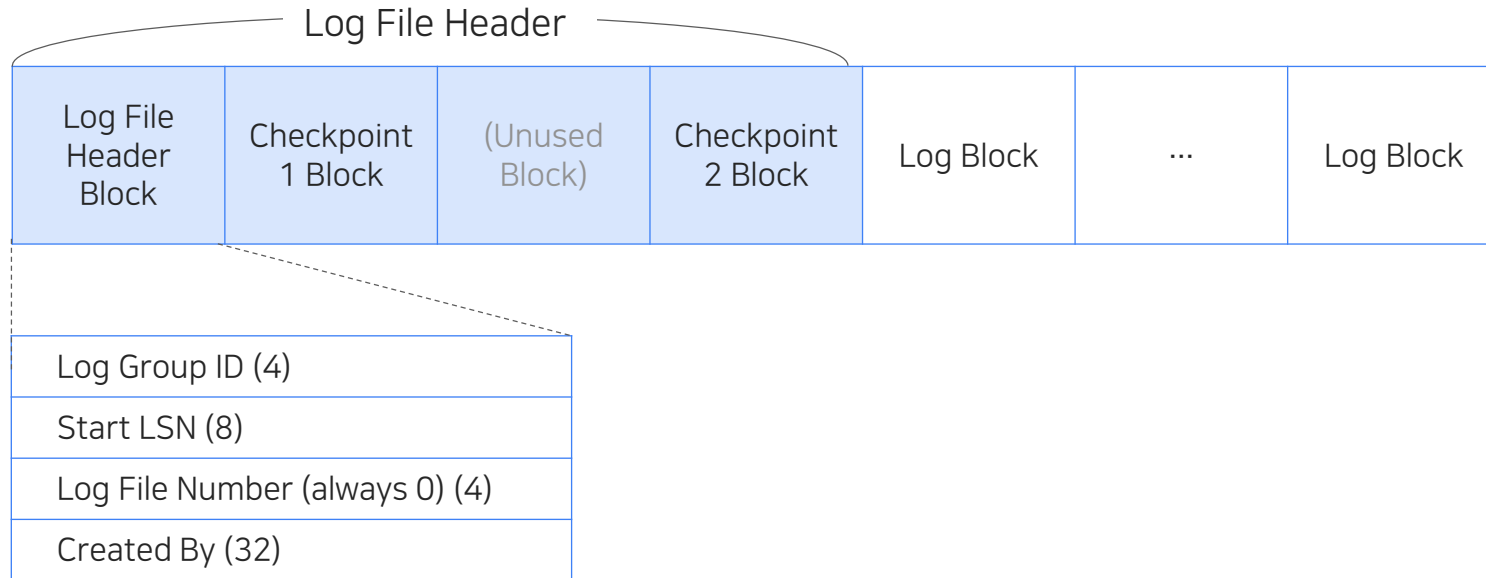 Log File Header
Log File
Header
Block
Checkpoint
1 Block
(Unused
Block)
Checkpoint
2 Block
Log Block
...
Log Block
Log Group ID (4)
Start LSN (8)
Log File Number (always 0) (4)
Created By (32)